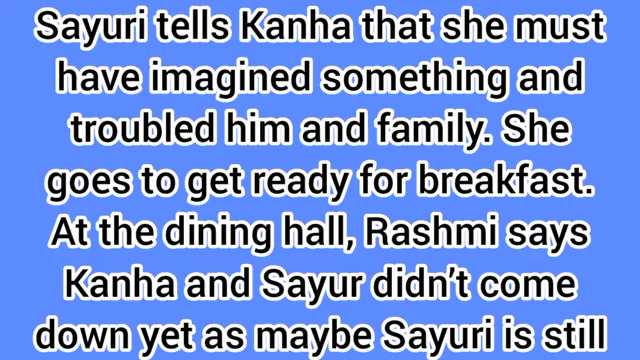 Sayuri tells Kanha that she must
have imagined something and
troubled him and family. She
goes to get ready for breakfast.
At the dining hall, Rashmi says
Kanha and Sayur didn’t come
down yet as maybe Sayuri is still